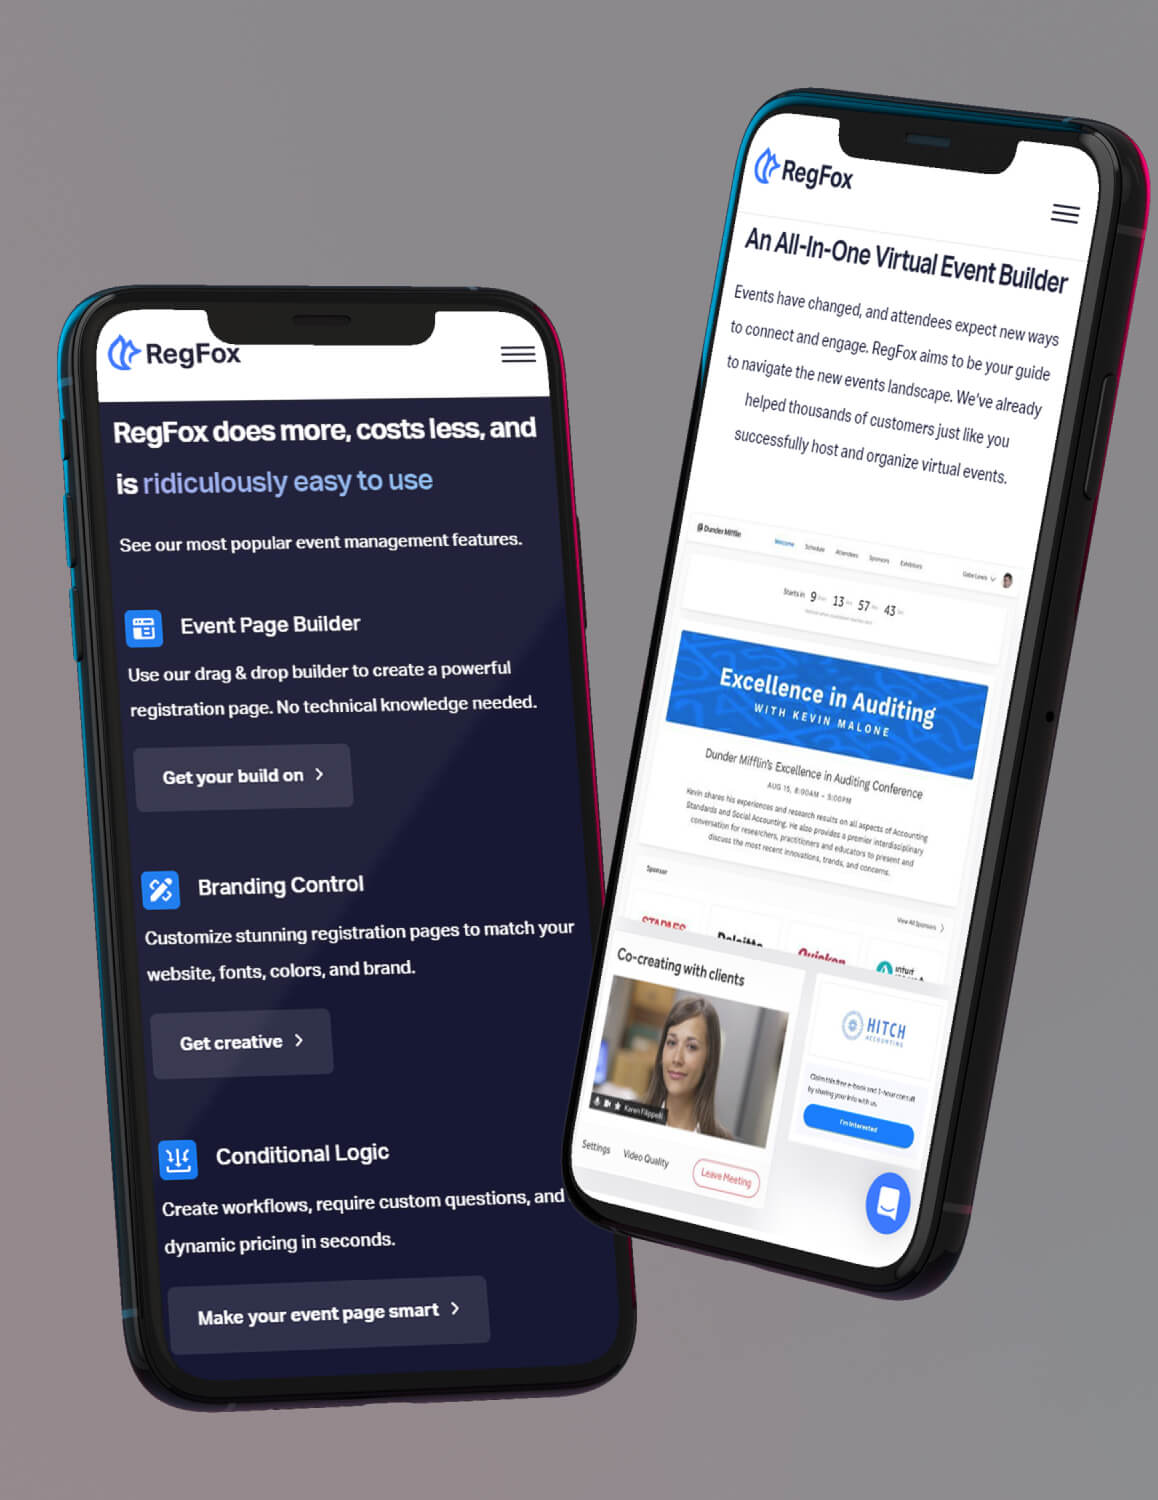 RegFox
RegFox does more, costs less, and
is ridiculously easy to use
See our most popular event management features.
Event Page Builder
Use our drag & drop builder to create a powerful
registration page. No technical knowledge needed.
Get your build on
Branding Control
Customize stunning registration pages to match your
website, fonts, colors, and brand.
Get creative
Conditional Logic
Create workflows, require custom questions, and
dynamic pricing in seconds.
Make your event page smart
RegFox
An All-In-One Virtual Event Builder
Events have changed, and attendees expect new ways
to connect and engage. RegFox aims to be your guide
to navigate the new events landscape. We've already
helped thousands of customers just like you
successfully host and organize virtual events.
Dunder Mifflin Welcome Schedule Attendees Sponsors Exhibitors Gabe Lewis
Starts in 9 13 57 43
Excellence in Auditing
WITH KEVIN MALONE
Dunder Mifflin's Excellence in Auditing Conference
AUG 15, 8:00AM – 5:00PM
Kevin shares his experiences and research results on all aspects of Accounting
Standards and Social Accounting. He also provides a premier interdisciplinary
conversation for researchers, practitioners and educators to present and
discuss the most recent innovations, trends, and concerns.
Sponsor
View All Sponsors
STAPLES Deloitte Quicken intuit
Co-creating with clients
Karen Filippelli
Settings Video Quality Leave Meeting
HITCH
ACCOUNTING
Claim this free e-book and 1-hour consult
by sharing your info with us.
I'm Interested